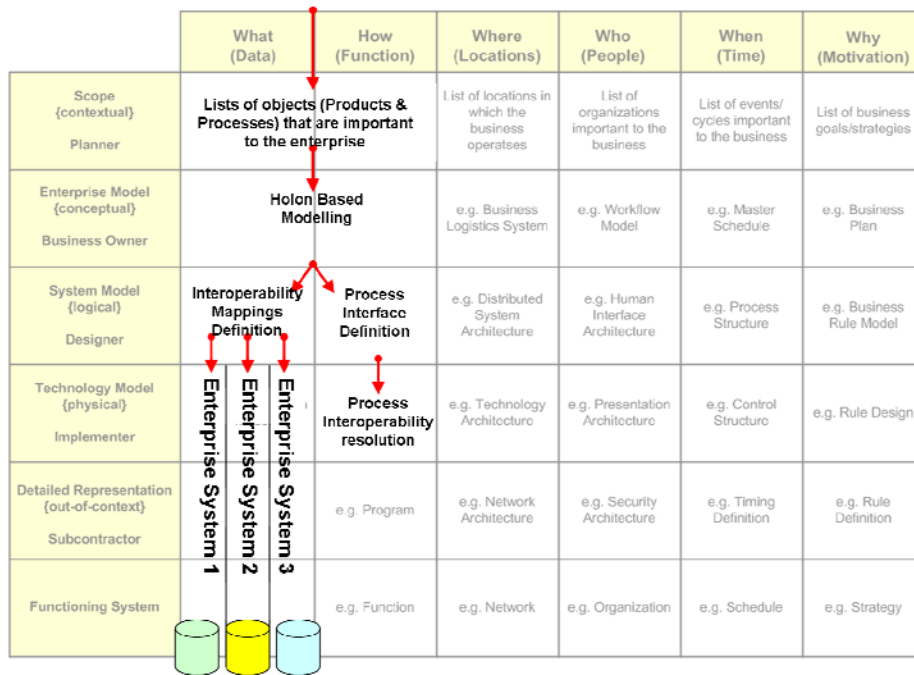 What
(Data)
How
(Function)
Where
(Locations)
Who
(People)
When
(Time)
Why
(Motivation)
Scope
{contextual}
Planner
Lists of objects (Products &
Processes) that are important
to the enterprise
List of locations in
which the
business
operatses
List of
organizations
important to the
business
List of events/
cycles important
to the business
List of business
goals/strategies
Enterprise Model
{conceptual}
Business Owner
Holon Based
Modelling
e.g. Business
Logistics System
e.g. Workflow
Model
e.g. Master
Schedule
e.g. Business
Plan
System Model
{logical}
Designer
Interoperability
Mappings
Definition
Process
Interface
Definition
e.g. Distributed
System
Architecture
e.g. Human
Interface
Architecture
e.g. Process
Structure
e.g. Business
Rule Model
Technology Model
{physical}
Implementer
Enterprise System 1
Enterprise System 2
Enterprise System 3
Process
Interoperability
resolution
e.g. Technology
Architecture
e.g. Presentation
Architecture
e.g. Control
Structure
e.g. Rule Design
Detailed Representation
{out-of-context}
Subcontractor
e.g. Program
e.g. Network
Architecture
e.g. Security
Architecture
e.g. Timing
Definition
e.g. Rule
Definition
Functioning System
e.g. Function
e.g. Network
e.g. Organization
e.g. Schedule
e.g. Strategy